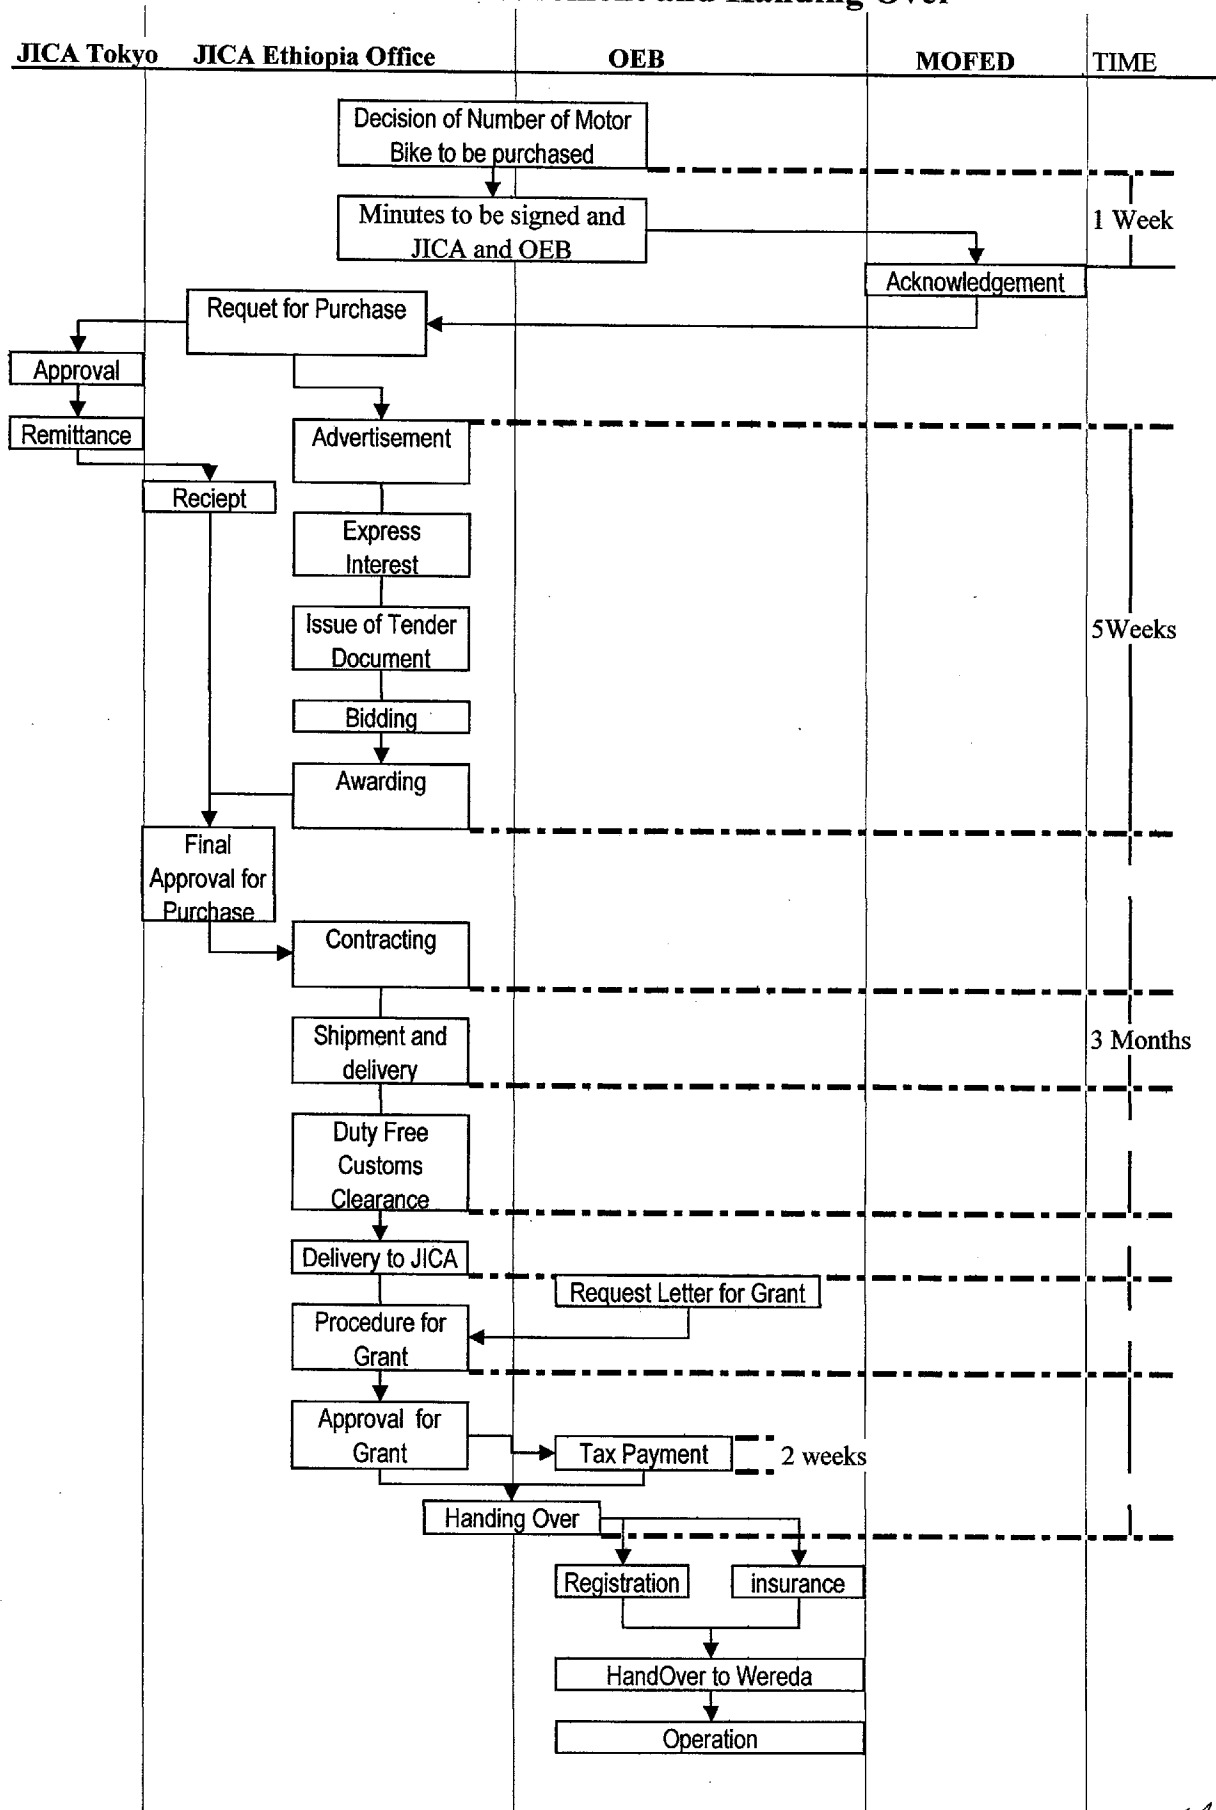 and Handing Over
JICA Tokyo JICA Ethiopia Office OEB MOFED TIME
Decision of Number of Motor
Bike to be purchased
Minutes to be signed and
JICA and OEB
1 Week
Acknowledgement
Requet for Purchase
Approval
Remittance
Advertisement
Reciept
Express
Interest
Issue of Tender
Document
5Weeks
Bidding
Awarding
Final
Approval for
Purchase
Contracting
Shipment and
delivery
3 Months
Duty Free
Customs
Clearance
Delivery to JICA
Request Letter for Grant
Procedure for
Grant
Approval for
Grant
Tax Payment
2 weeks
Handing Over
Registration
insurance
HandOver to Wereda
Operation